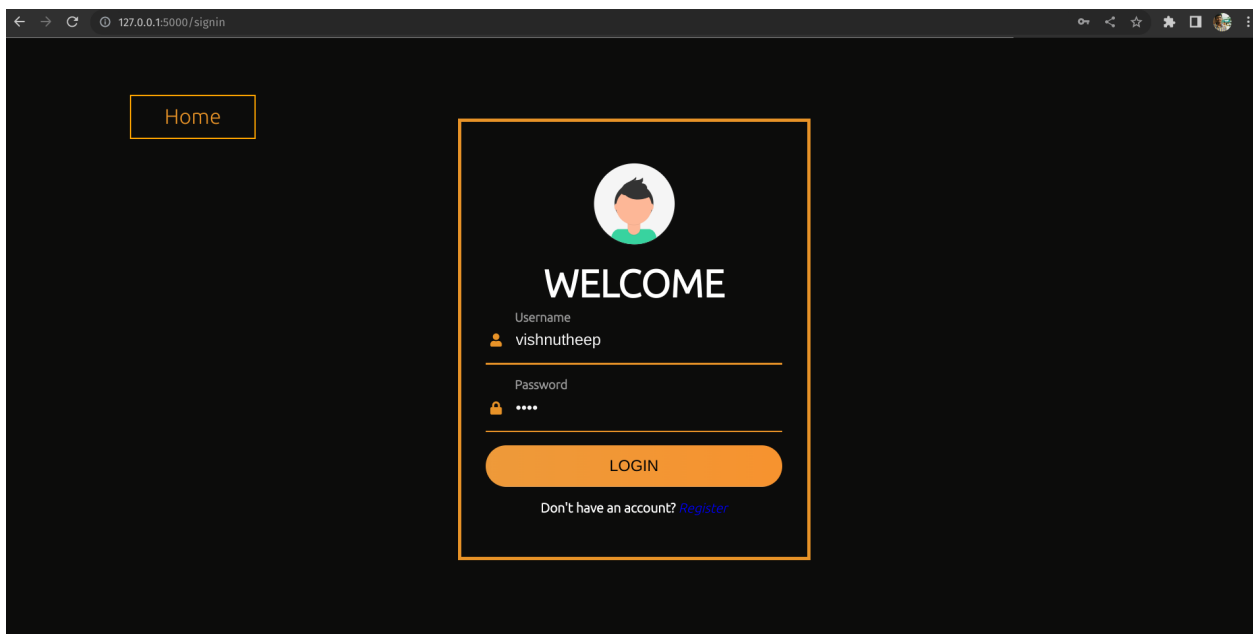 127.0.0.1:5000/signin
Home
WELCOME
Username
vishnutheep
Password
••••
LOGIN
Don't have an account? Register